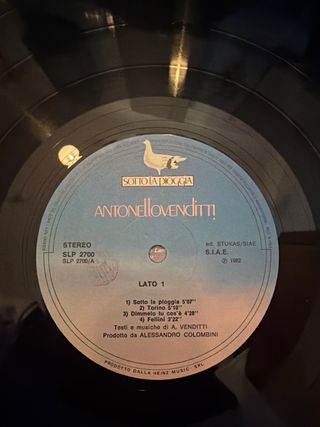 SOTTO LA PIOGGIA
ANTONELLOVENDITTI
STEREO
SLP 2700
SLP 2700/A
ed. STUKAS/SIAE
S.I.A.E.
℗ 1982
LATO 1
1) Sotto la pioggia 5'07"
2) Torino 5'10"
3) Dimmelo tu cos'è 4'28"
4) Fellini 3'22"
Testi e musiche di A. VENDITTI
Prodotto da ALESSANDRO COLOMBINI
PRODOTTO DALLA HEINZ MUSIC SRL